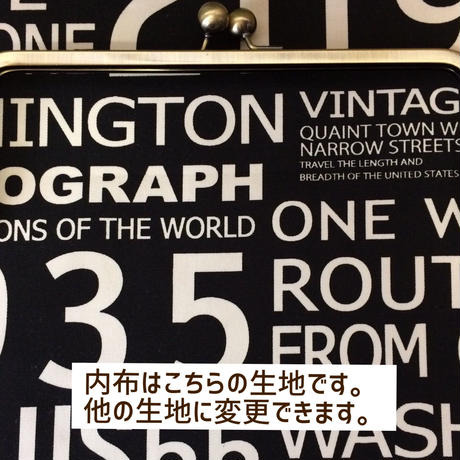 ONE
INGTON
VINTAG
QUAINT TOWN W
NARROW STREETS
TRAVEL THE LENGTH AND
BREADTH OF THE UNITED STATES
OGRAPH
ONS OF THE WORLD
ONE W
935
ROUT
FROM
内布はこちらの生地です。
他の生地に変更できます。
WASH